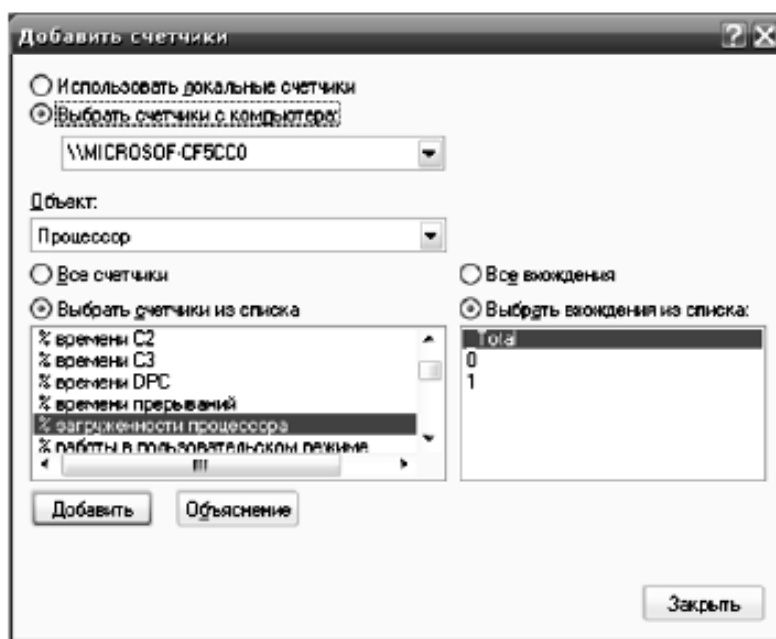 Добавить счетчики
Использовать локальные счетчики
Выбрать счетчики с компьютера:
\\MICROSOF-CF5CC0
Объект:
Процессор
Все счетчики
Все вхождения
Выбрать счетчики из списка
Выбрать вхождения из списка:
% времени C2
% времени C3
% времени DPC
% времени прерываний
% загруженности процессора
% работы в пользовательском режиме
_Total
0
1
Добавить
Объяснение
Закрыть